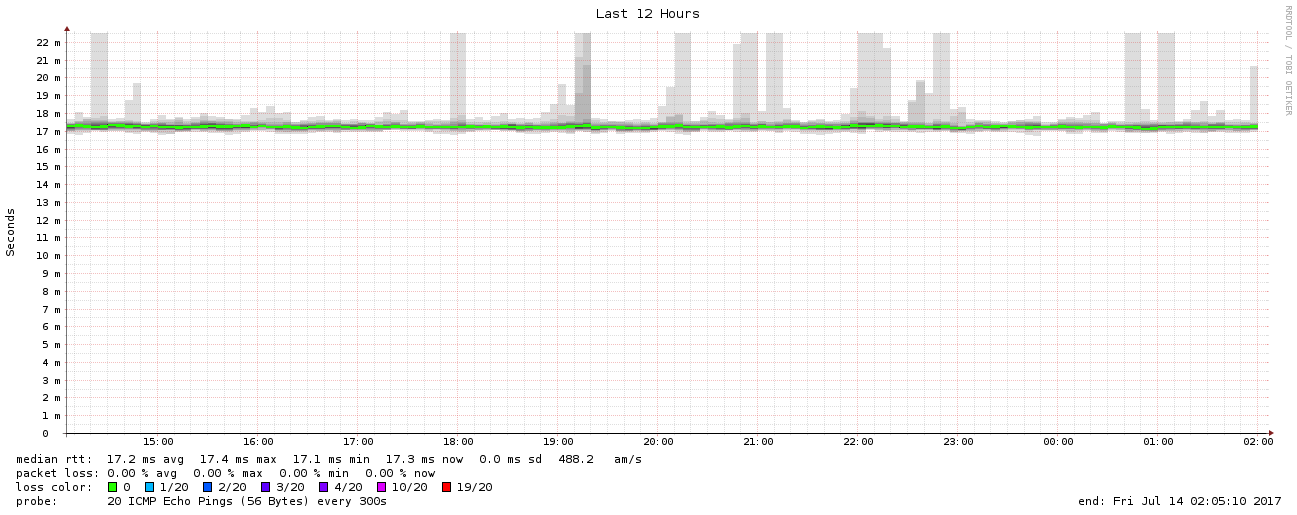 Last 12 Hours
RRDTOOL / TOBI OETIKER
Seconds
22 m
21 m
20 m
19 m
18 m
17 m
16 m
15 m
14 m
13 m
12 m
11 m
10 m
9 m
8 m
7 m
6 m
5 m
4 m
3 m
2 m
1 m
0
15:00 16:00 17:00 18:00 19:00 20:00 21:00 22:00 23:00 00:00 01:00 02:00
median rtt: 17.2 ms avg 17.4 ms max 17.1 ms min 17.3 ms now 0.0 ms sd 488.2 am/s
packet loss: 0.00 % avg 0.00 % max 0.00 % min 0.00 % now
loss color: 0 1/20 2/20 3/20 4/20 10/20 19/20
probe: 20 ICMP Echo Pings (56 Bytes) every 300s end: Fri Jul 14 02:05:10 2017